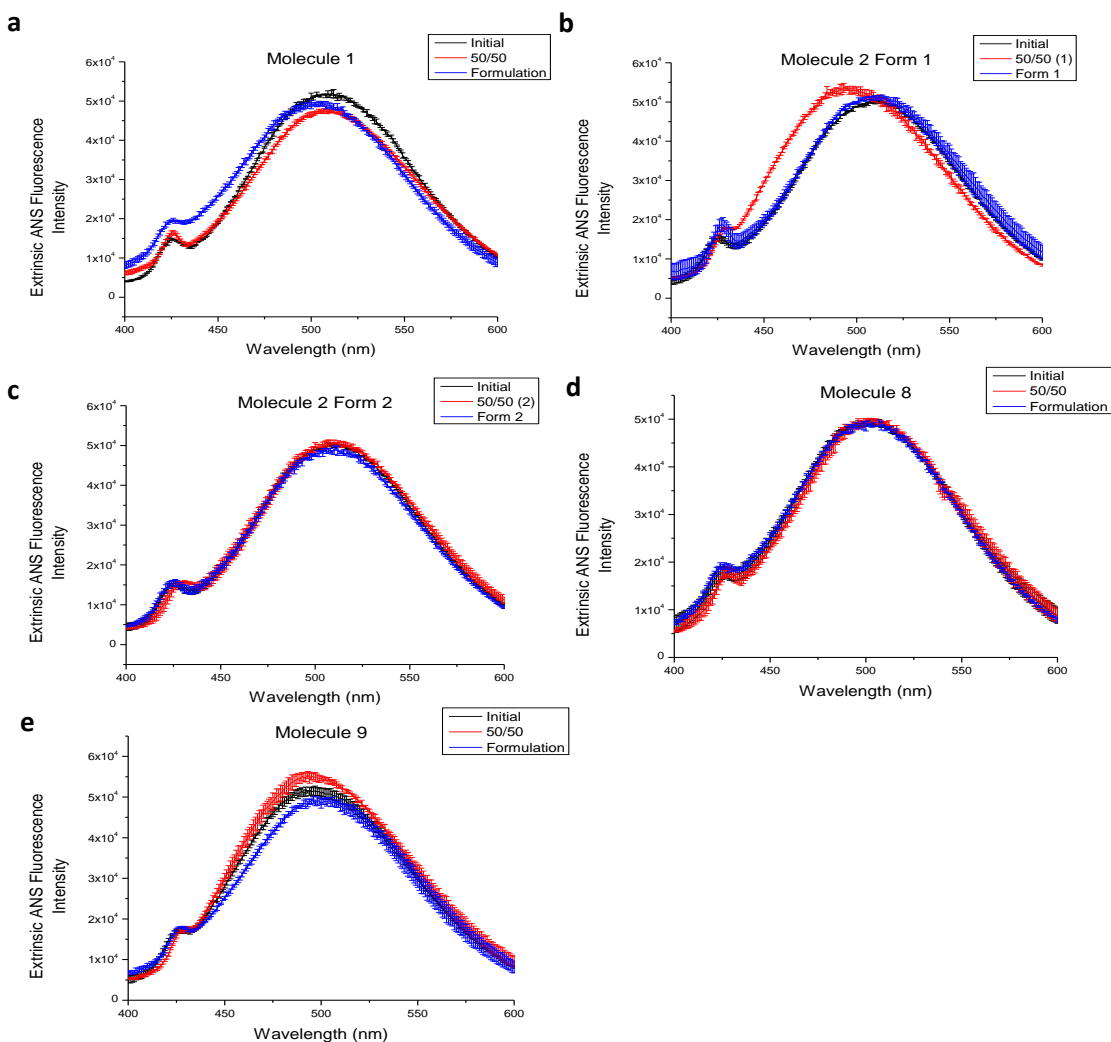 a
Molecule 1
Initial
50/50
Formulation
6x10⁴
5x10⁴
4x10⁴
3x10⁴
2x10⁴
1x10⁴
0
Extrinsic ANS Fluorescence
Intensity
400
450
500
550
600
Wavelength (nm)
b
Molecule 2 Form 1
Initial
50/50 (1)
Form 1
6x10⁴
5x10⁴
4x10⁴
3x10⁴
2x10⁴
1x10⁴
0
Extrinsic ANS Fluorescence
Intensity
400
450
500
550
600
Wavelength (nm)
c
Molecule 2 Form 2
Initial
50/50 (2)
Form 2
6x10⁴
5x10⁴
4x10⁴
3x10⁴
2x10⁴
1x10⁴
0
Extrinsic ANS Fluorescence
Intensity
400
450
500
550
600
Wavelength (nm)
d
Molecule 8
Initial
50/50
Formulation
5x10⁴
4x10⁴
3x10⁴
2x10⁴
1x10⁴
0
Extrinsic ANS Fluorescence
Intensity
400
450
500
550
600
Wavelength (nm)
e
Molecule 9
Initial
50/50
Formulation
6x10⁴
5x10⁴
4x10⁴
3x10⁴
2x10⁴
1x10⁴
0
Extrinsic ANS Fluorescence
Intensity
400
450
500
550
600
Wavelength (nm)